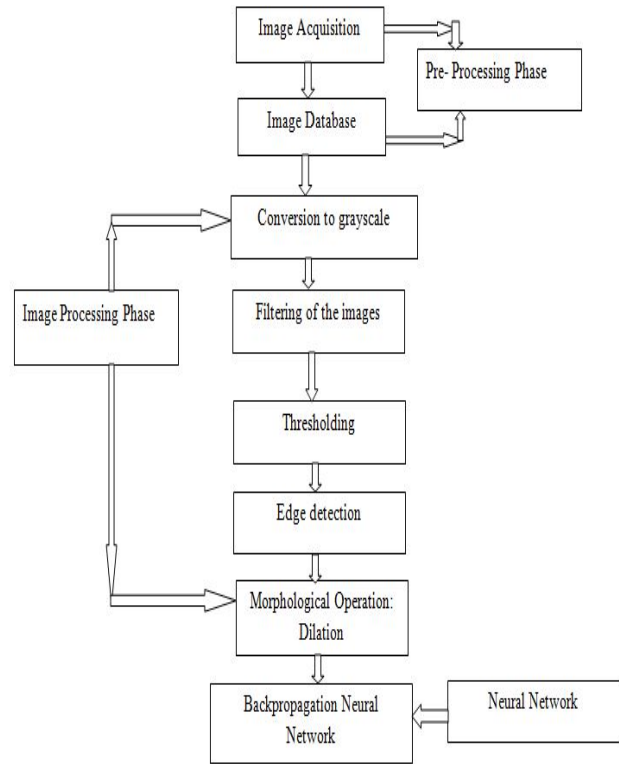 Image Acquisition
Pre- Processing Phase
Image Database
Conversion to grayscale
Image Processing Phase
Filtering of the images
Thresholding
Edge detection
Morphological Operation:
Dilation
Backpropagation Neural
Network
Neural Network